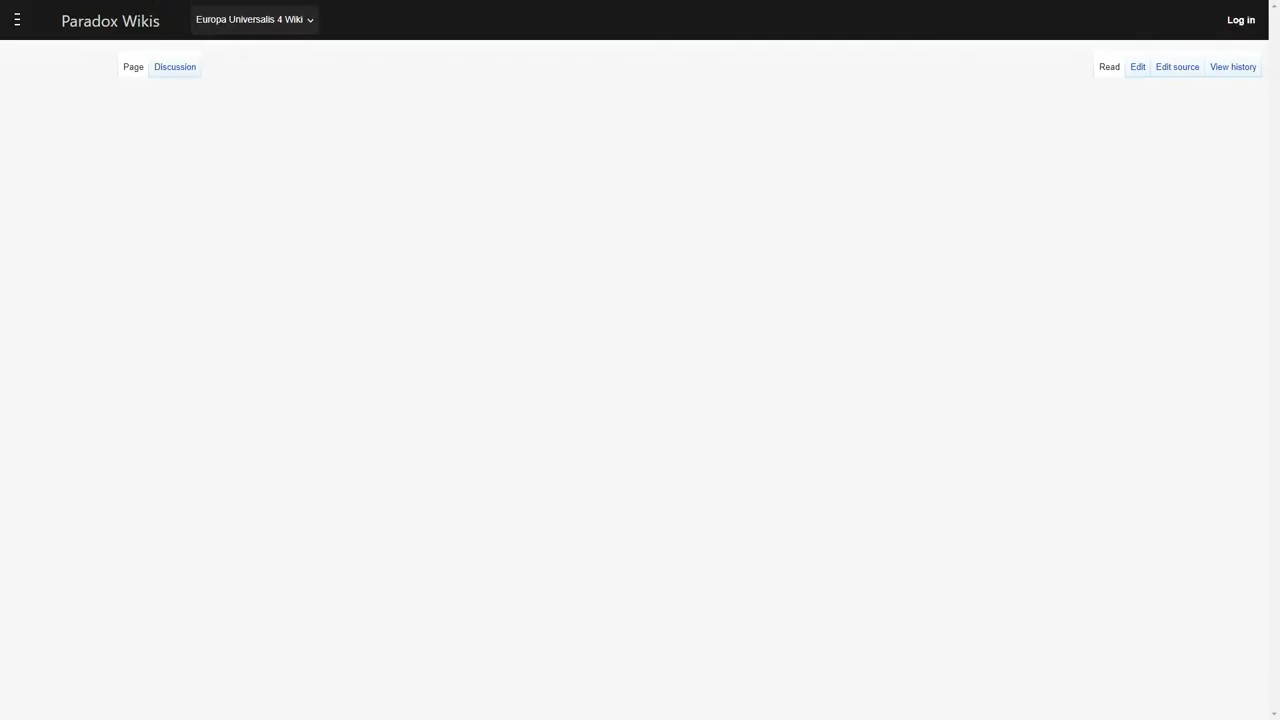 Paradox Wikis
Europa Universalis 4 Wiki
Log in
Page
Discussion
Read
Edit
Edit source
View history